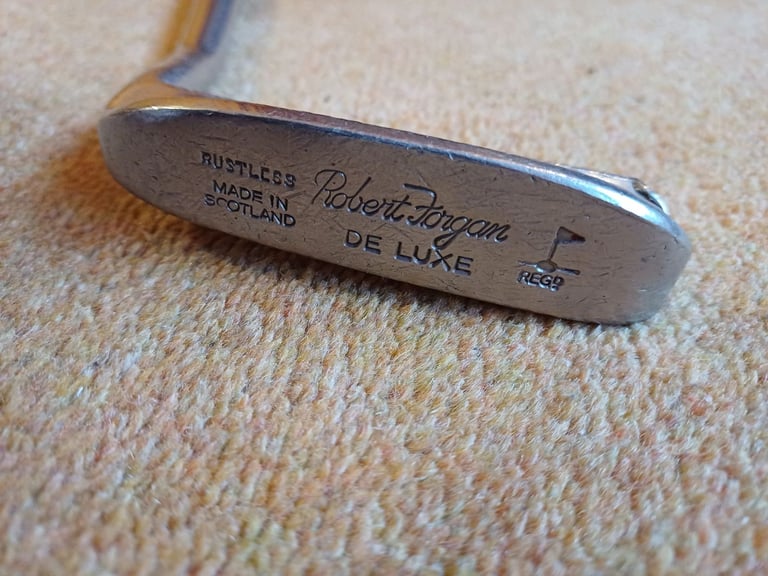 RUSTLESS
MADE IN
SCOTLAND
Robert Forgan
DE LUXE
REGD